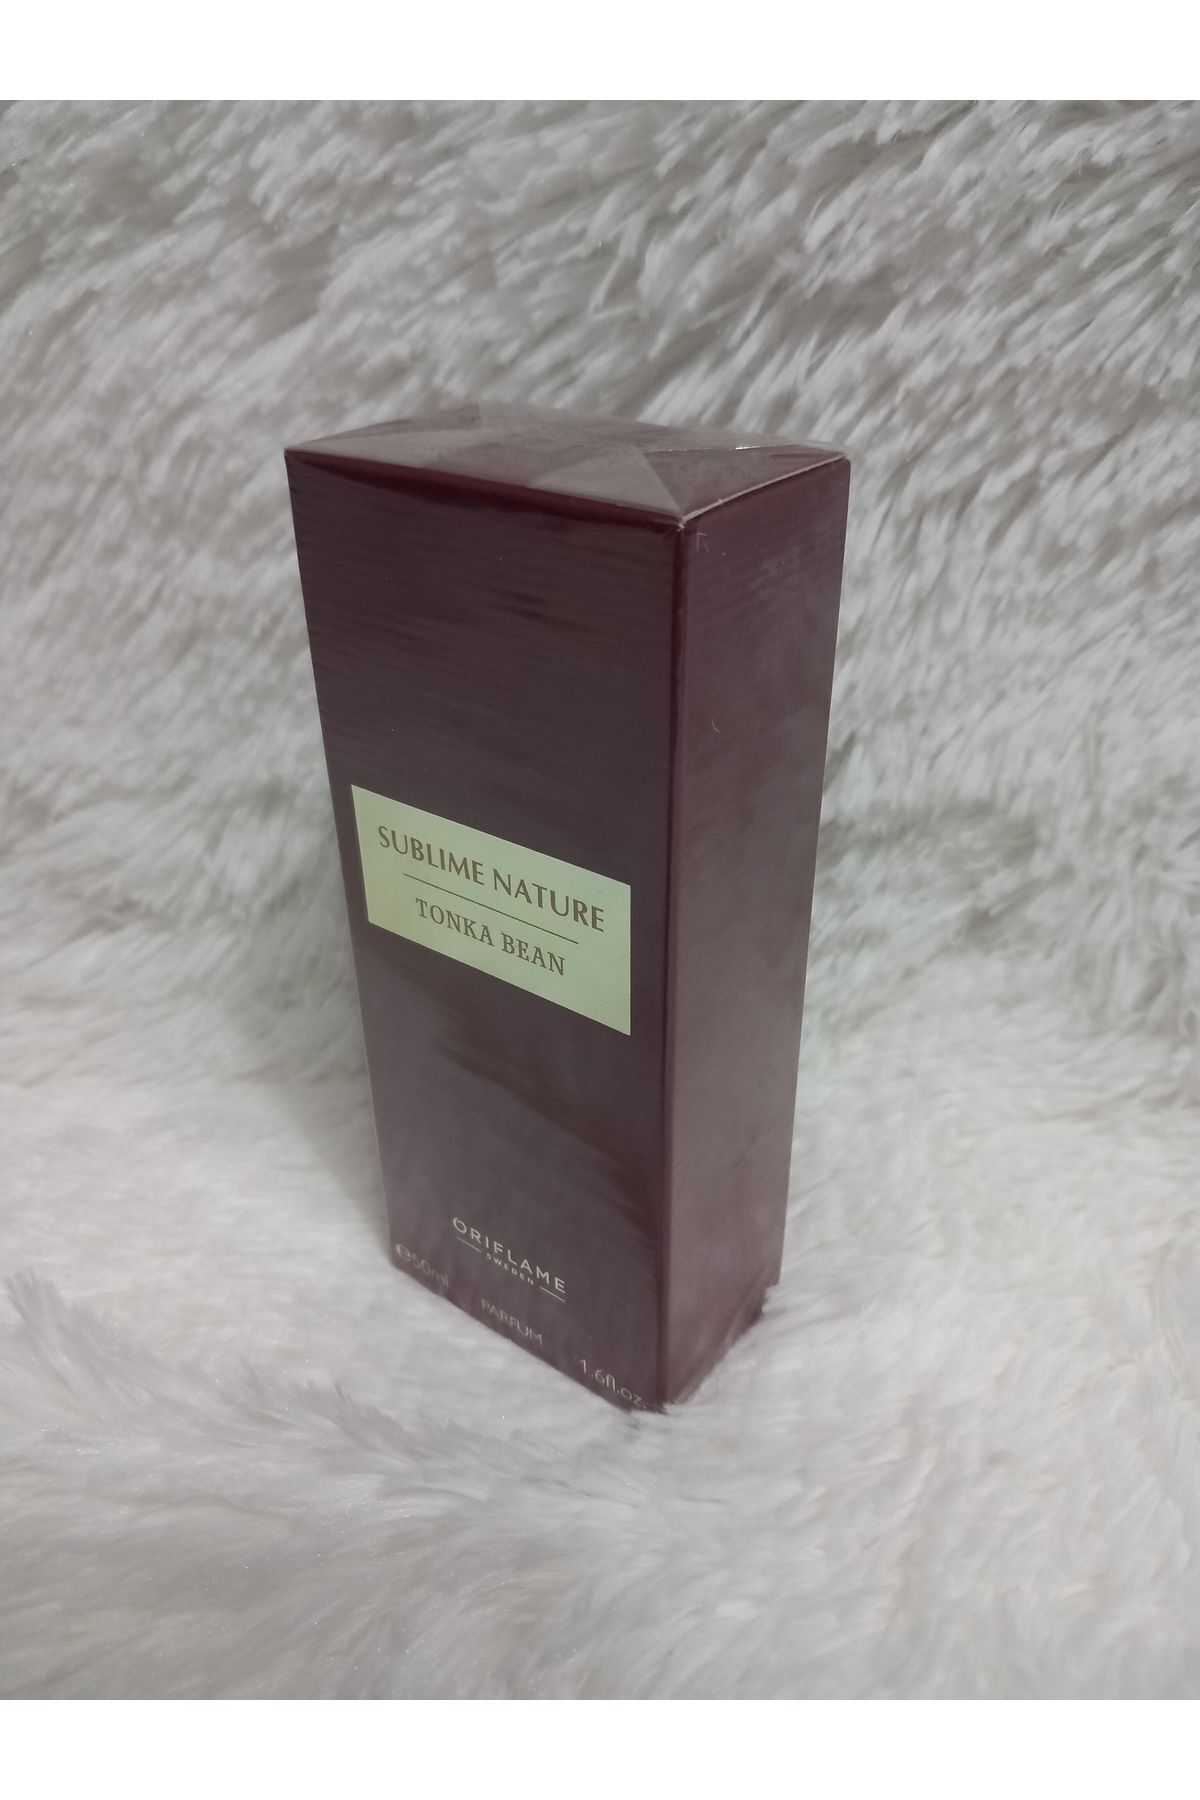 SUBLIME NATURE
TONKA BEAN
ORIFLAME
SWEDEN
℮50ml
PARFUM
1.6fl.oz.